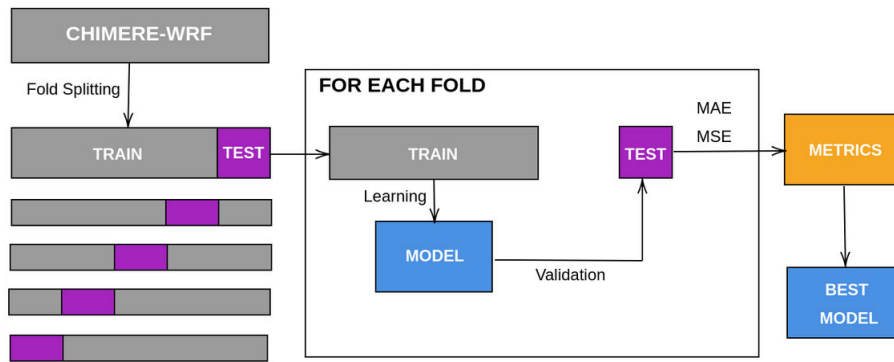 CHIMERE-WRF
Fold Splitting
TRAIN
TEST
FOR EACH FOLD
TRAIN
Learning
MODEL
Validation
TEST
MAE
MSE
METRICS
BEST
MODEL